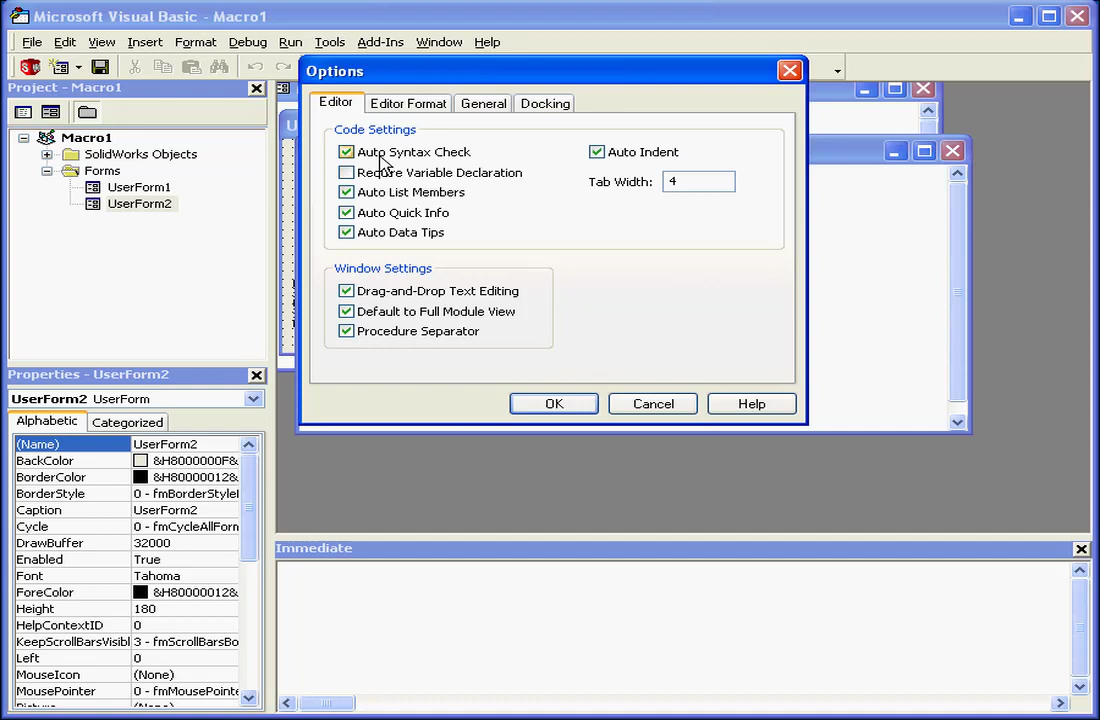 Microsoft Visual Basic - Macro1
File Edit View Insert Format Debug Run Tools Add-Ins Window Help
Project - Macro1
Macro1
SolidWorks Objects
Forms
UserForm1
UserForm2
Options
Editor Editor Format General Docking
Code Settings
Auto Syntax Check
Require Variable Declaration
Auto List Members
Auto Quick Info
Auto Data Tips
Auto Indent
Tab Width: 4
Window Settings
Drag-and-Drop Text Editing
Default to Full Module View
Procedure Separator
OK Cancel Help
Properties - UserForm2
UserForm2 UserForm
Alphabetic Categorized
(Name) UserForm2
BackColor &H8000000F&
BorderColor &H80000012&
BorderStyle 0 - fmBorderStyle
Caption UserForm2
Cycle 0 - fmCycleAllForm
DrawBuffer 32000
Enabled True
Font Tahoma
ForeColor &H80000012&
Height 180
HelpContextID 0
KeepScrollBarsVisibl 3 - fmScrollBarsBo
Left 0
MouseIcon (None)
MousePointer 0 - fmMousePointe
Immediate